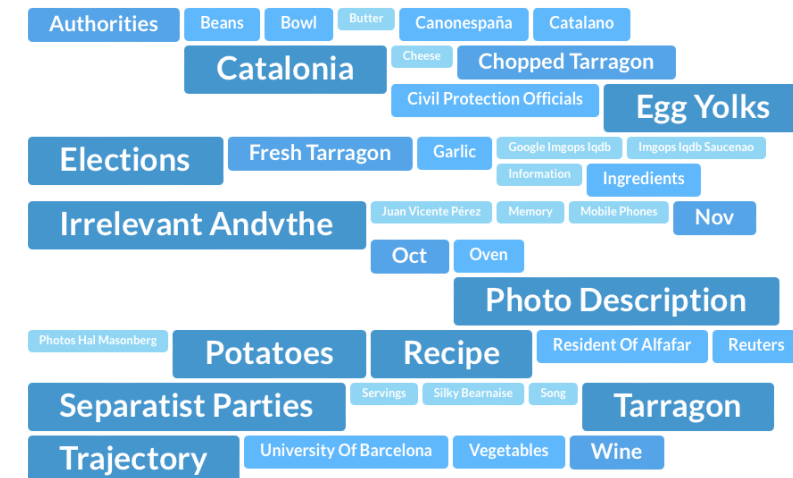 Authorities Beans Bowl Butter Canonespaña Catalano
Catalonia Cheese Chopped Tarragon
Civil Protection Officials Egg Yolks
Elections Fresh Tarragon Garlic Google Imgops Iqdb Imgops Iqdb Saucenao
Information Ingredients
Irrelevant Andvthe Juan Vicente Pérez Memory Mobile Phones Nov
Oct Oven
Photo Description
Photos Hal Masonberg Potatoes Recipe Resident Of Alfafar Reuters
Separatist Parties Servings Silky Bearnaise Song Tarragon
Trajectory University Of Barcelona Vegetables Wine